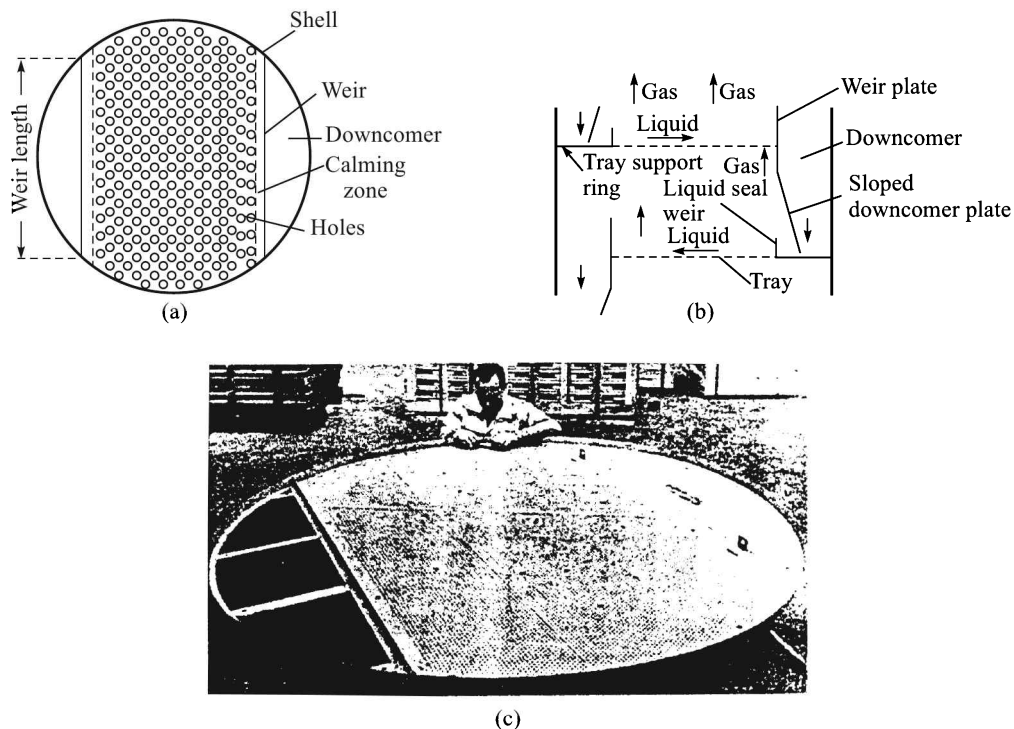 Shell
Weir
Downcomer
Calming
zone
Holes
Weir length
(a)
Gas
Gas
Weir plate
Liquid
Downcomer
Tray support
ring
Gas
Liquid seal
weir
Sloped
downcomer plate
Liquid
Tray
(b)
(c)